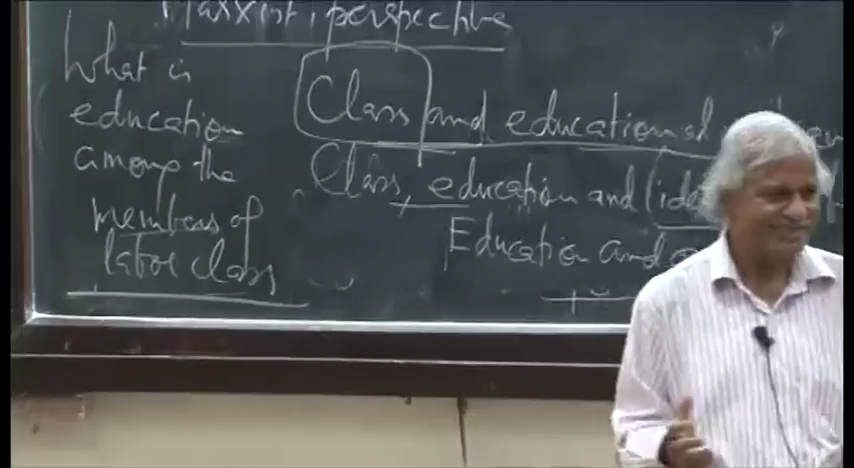 Marxist perspective
What is
education
among the
members of
labor class
Class and educational
Class, education and
Education and